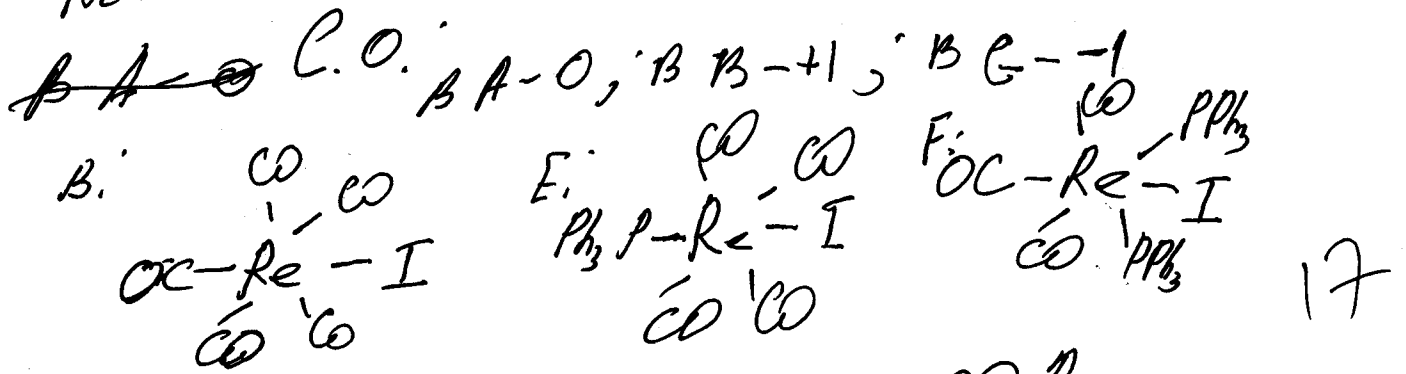 C.O.: В А - 0; В В - +1; В С - -1
В: CO CO OC-Re-I CO CO
E: CO CO Ph₃P-Re-I CO CO
F: CO PPh₃ OC-Re-I CO PPh₃
17